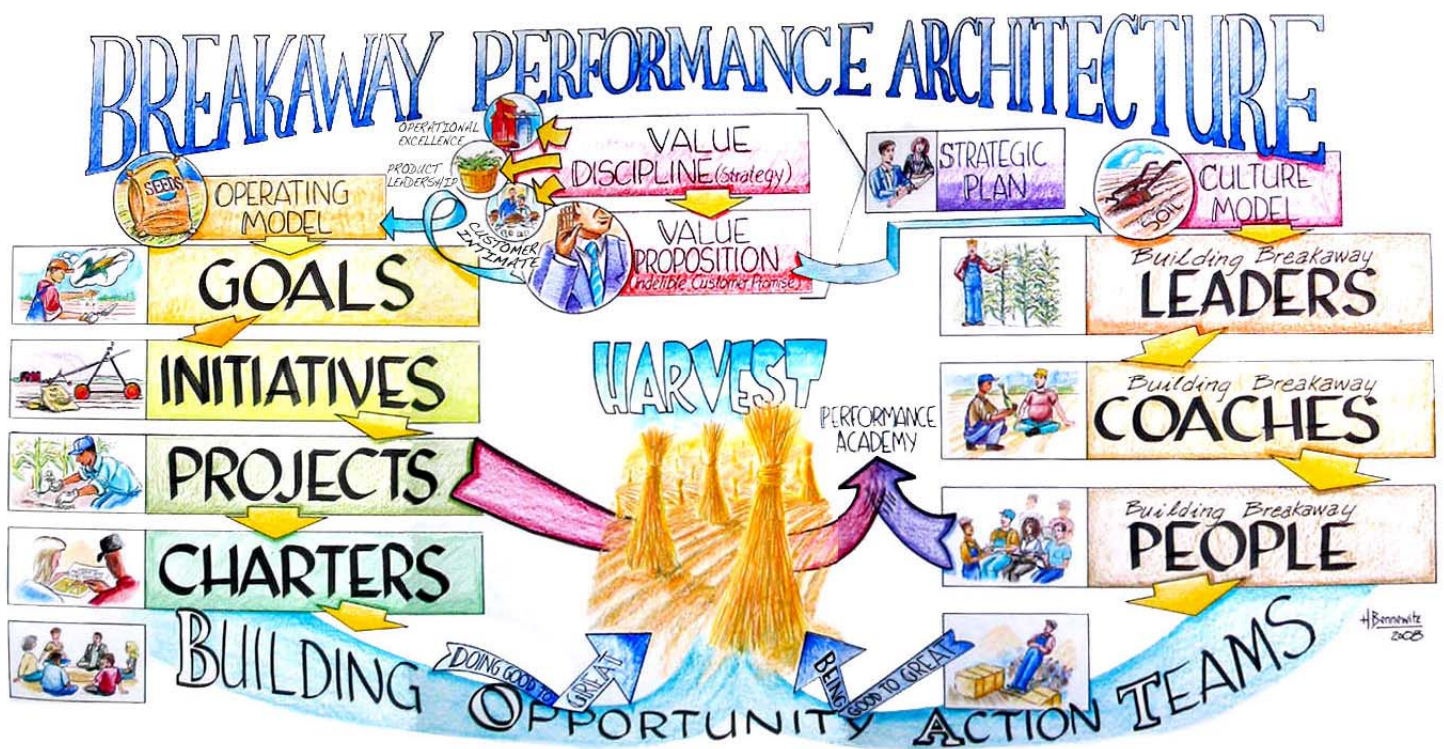 BREAKAWAY PERFORMANCE ARCHITECTURE
OPERATIONAL
EXCELLENCE
PRODUCT
LEADERSHIP
CUSTOMER
INTIMATE
VALUE
DISCIPLINE (Strategy)
VALUE
PROPOSITION
(Indelible Customer Promise)
STRATEGIC
PLAN
SEEDS
OPERATING
MODEL
SOIL
CULTURE
MODEL
GOALS
INITIATIVES
PROJECTS
CHARTERS
HARVEST
PERFORMANCE
ACADEMY
Building Breakaway
LEADERS
Building Breakaway
COACHES
Building Breakaway
PEOPLE
DOING GOOD TO
GREAT
BEING
GOOD TO GREAT
BUILDING OPPORTUNITY ACTION TEAMS
H Bennewitz
2008